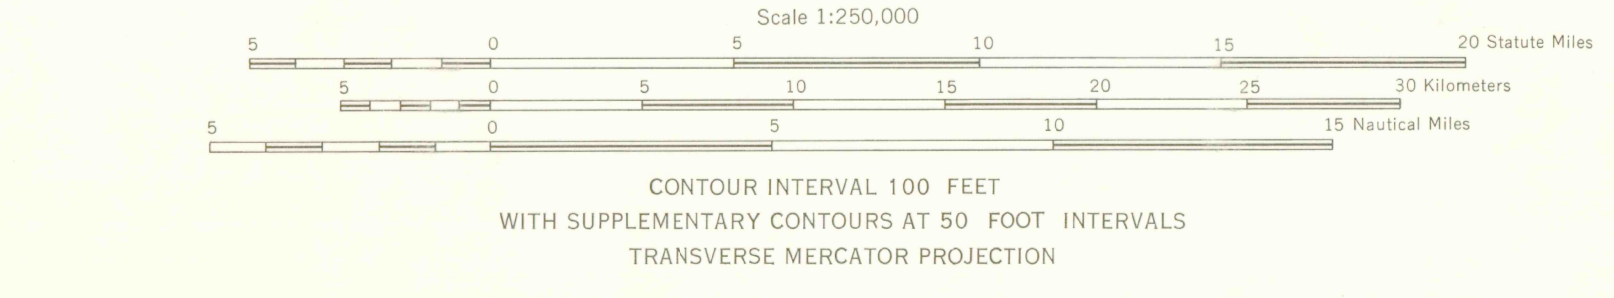 Scale 1:250,000
5 0 5 10 15 20 Statute Miles
5 0 5 10 15 20 25 30 Kilometers
5 0 5 10 15 Nautical Miles
CONTOUR INTERVAL 100 FEET
WITH SUPPLEMENTARY CONTOURS AT 50 FOOT INTERVALS
TRANSVERSE MERCATOR PROJECTION